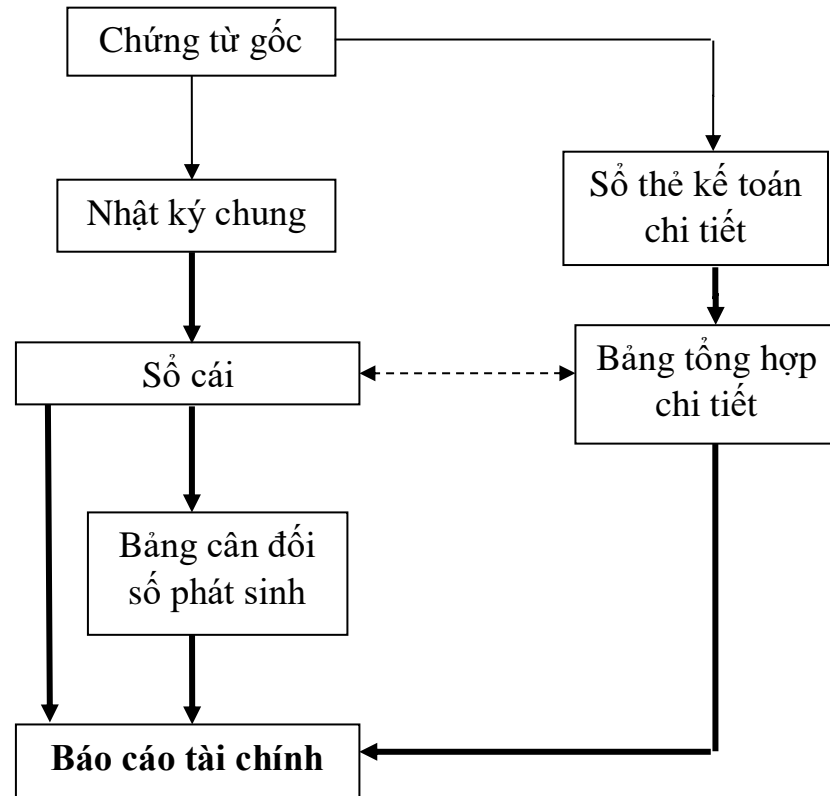 Chứng từ gốc
Sổ thẻ kế toán
chi tiết
Nhật ký chung
Sổ cái
Bảng tổng hợp
chi tiết
Bảng cân đối
số phát sinh
Báo cáo tài chính